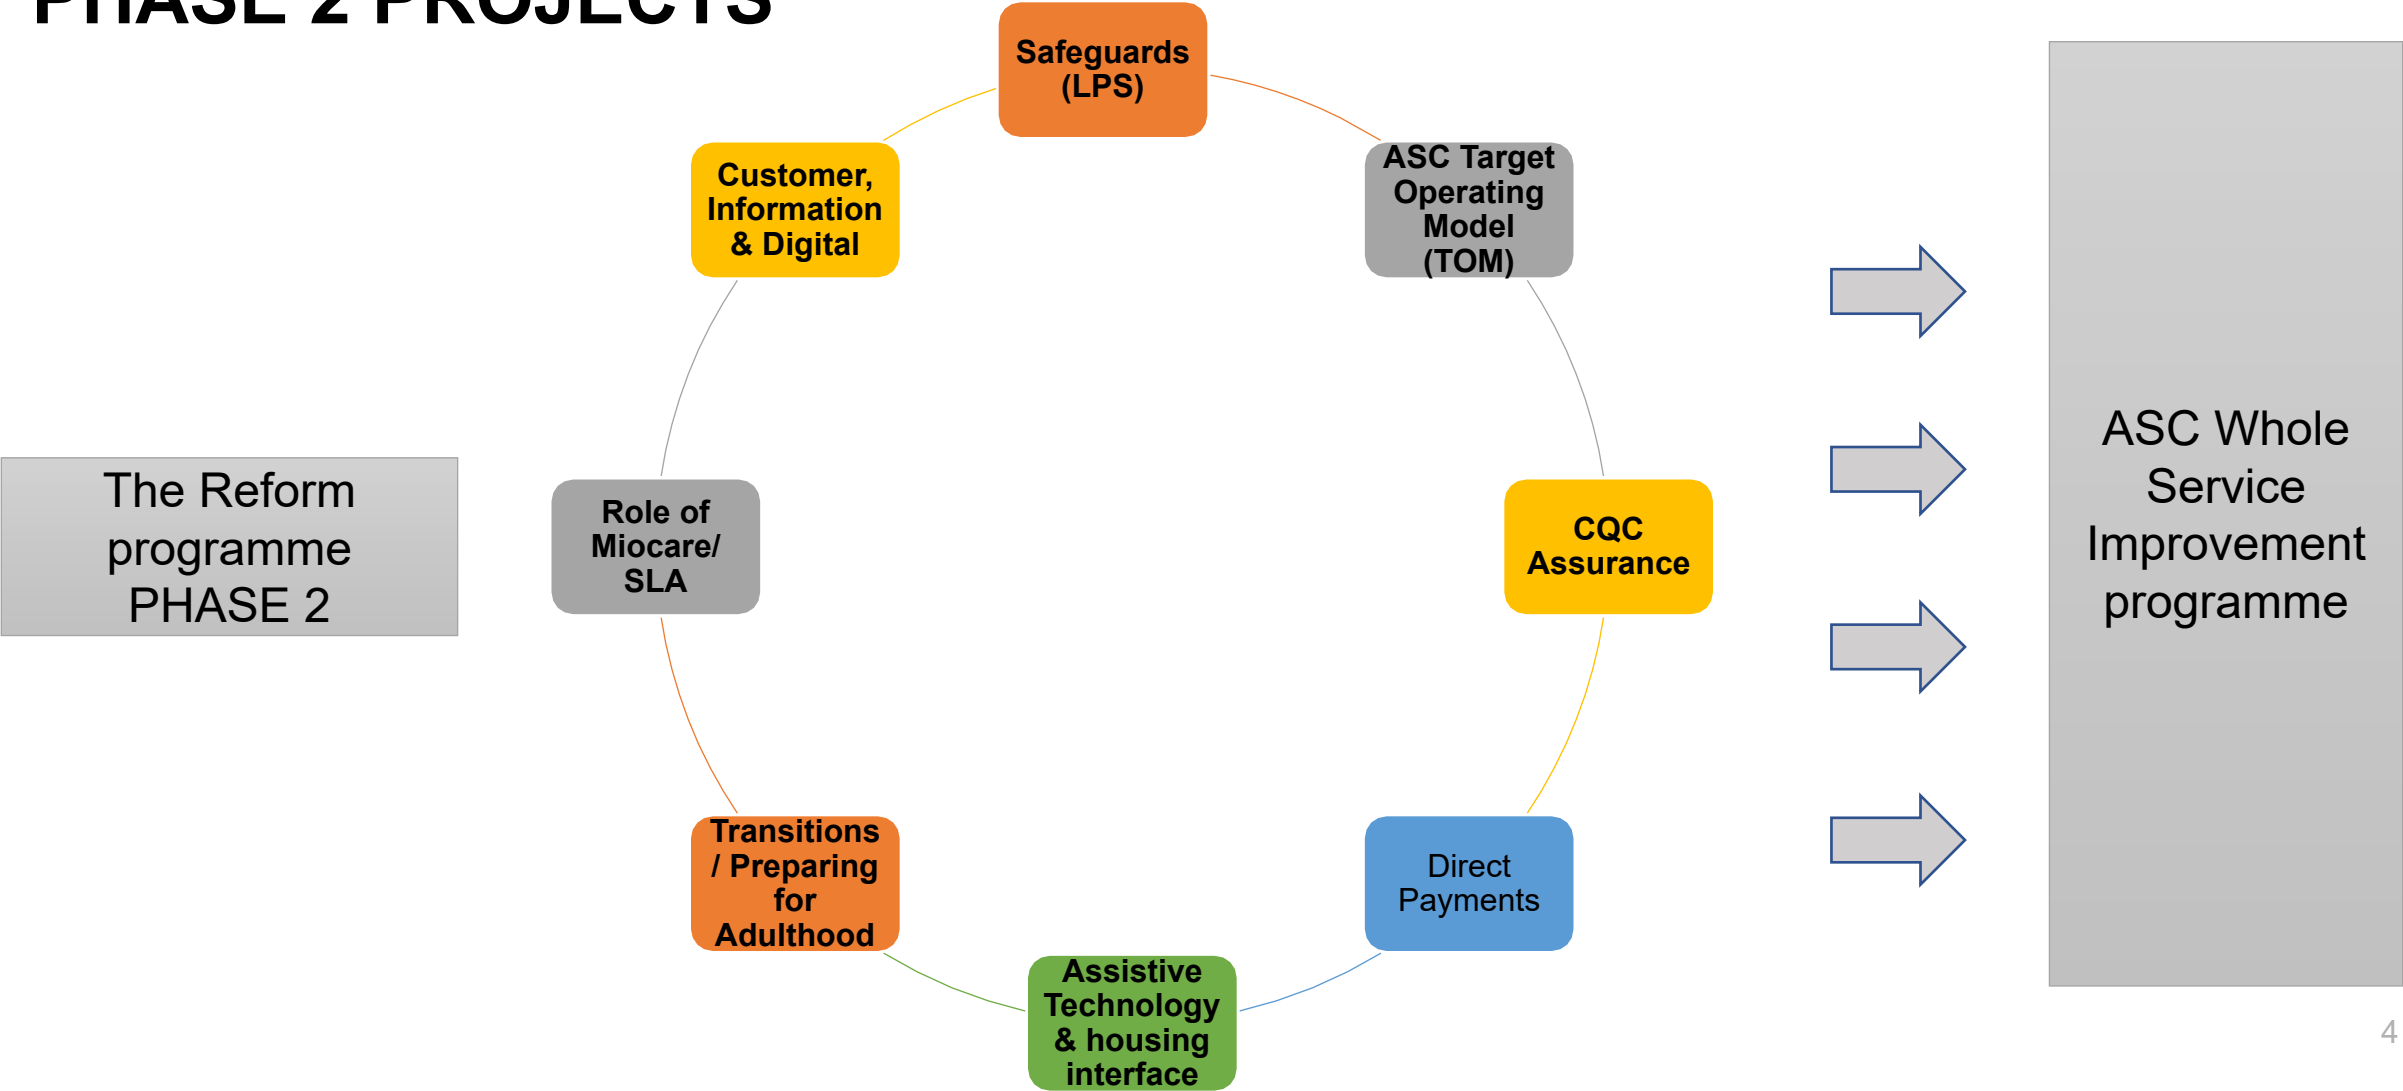 PHASE 2 PROJECTS
Safeguards
(LPS)
ASC Target
Operating
Model
(TOM)
CQC
Assurance
Direct
Payments
Assistive
Technology
& housing
interface
Transitions
/ Preparing
for
Adulthood
Role of
Miocare/
SLA
Customer,
Information
& Digital
The Reform
programme
PHASE 2
ASC Whole
Service
Improvement
programme
4